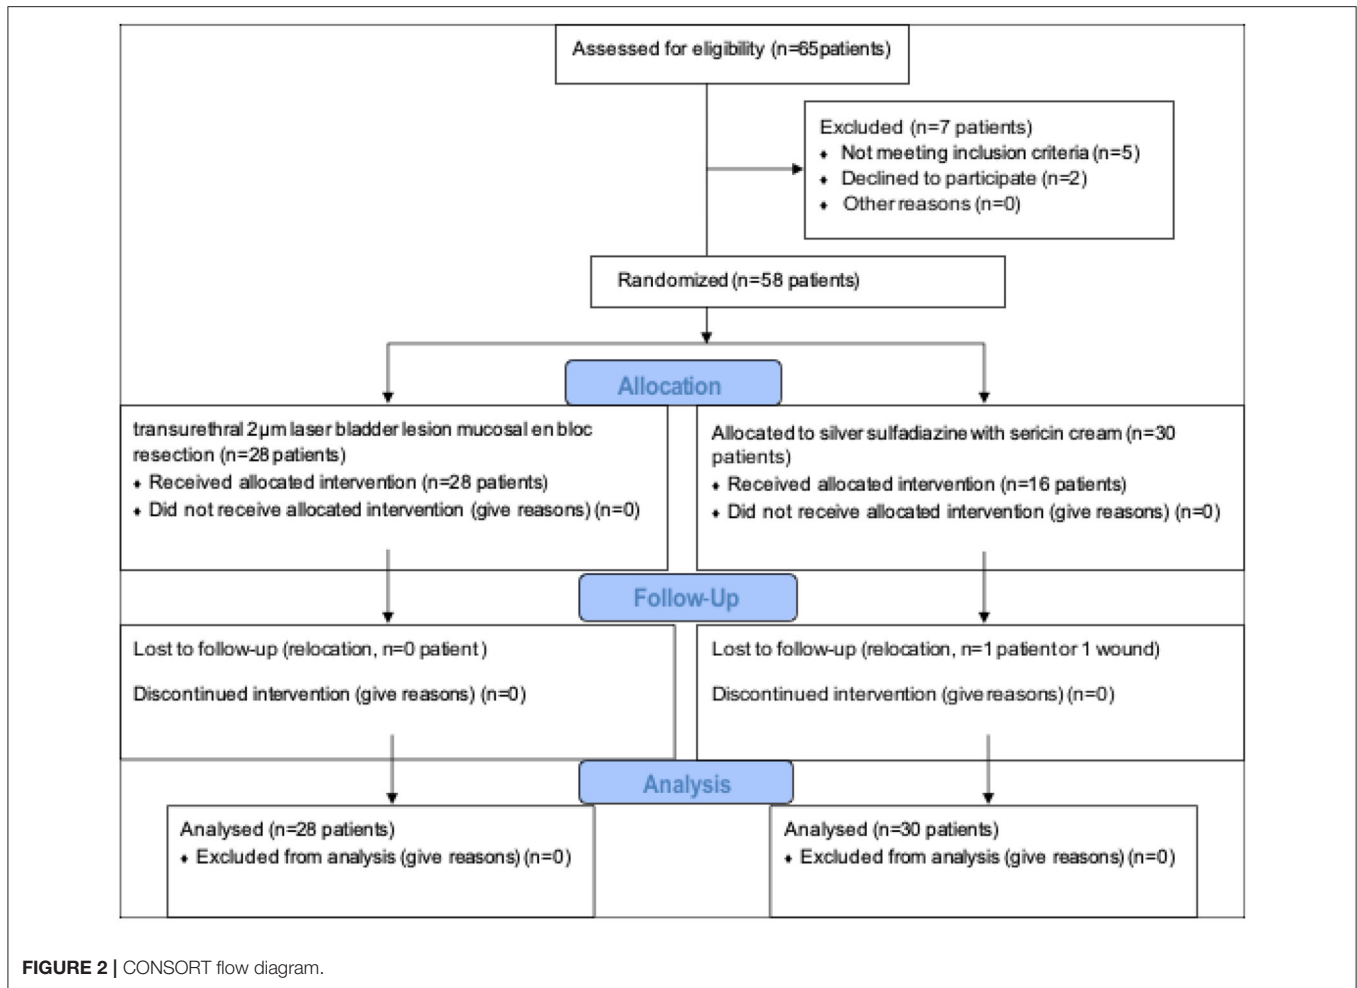 Assessed for eligibility (n=65patients)
Excluded (n=7 patients)
♦ Not meeting inclusion criteria (n=5)
♦ Declined to participate (n=2)
♦ Other reasons (n=0)
Randomized (n=58 patients)
Allocation
transurethral 2µm laser bladder lesion mucosal en bloc
resection (n=28 patients)
♦ Received allocated intervention (n=28 patients)
♦ Did not receive allocated intervention (give reasons) (n=0)
Allocated to silver sulfadiazine with sericin cream (n=30
patients)
♦ Received allocated intervention (n=16 patients)
♦ Did not receive allocated intervention (give reasons) (n=0)
Follow-Up
Lost to follow-up (relocation, n=0 patient )
Discontinued intervention (give reasons) (n=0)
Lost to follow-up (relocation, n=1 patient or 1 wound)
Discontinued intervention (give reasons) (n=0)
Analysis
Analysed (n=28 patients)
♦ Excluded from analysis (give reasons) (n=0)
Analysed (n=30 patients)
♦ Excluded from analysis (give reasons) (n=0)
FIGURE 2 | CONSORT flow diagram.